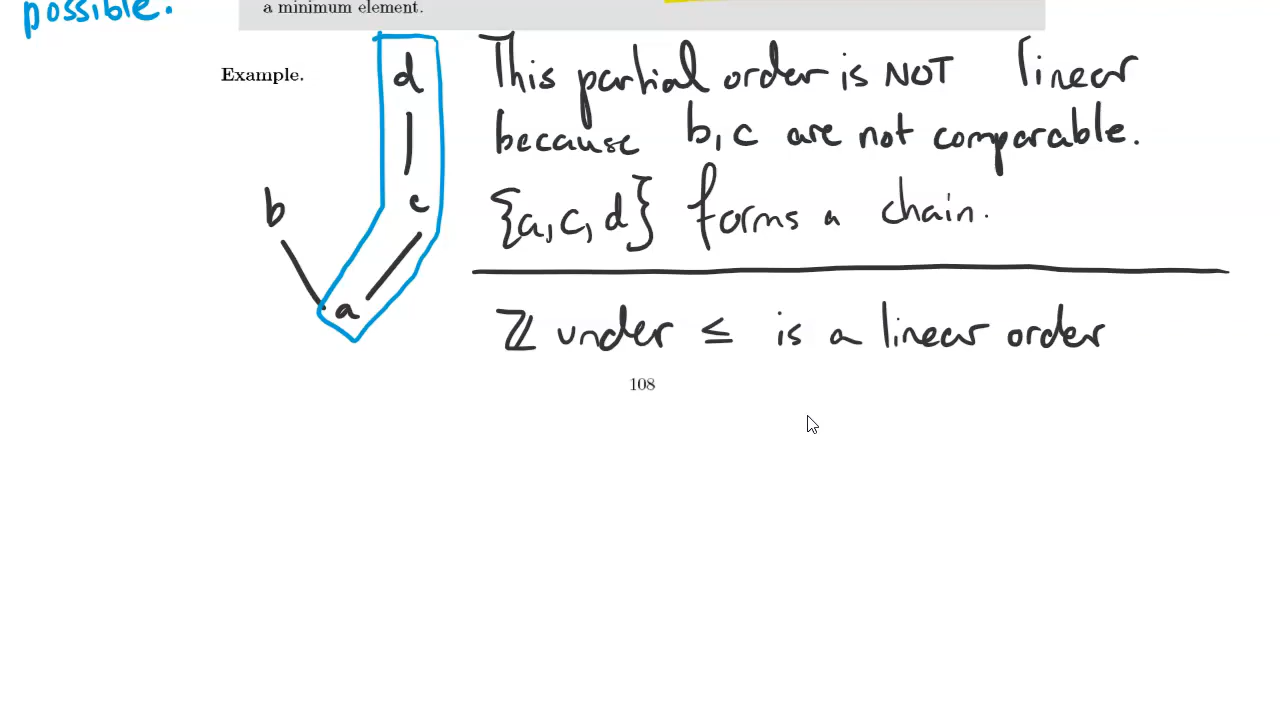 possible.
a minimum element.
Example.
d
c
b
a
This partial order is NOT linear
because b, c are not comparable.
{a, c, d} forms a chain.
ℤ under ≤ is a linear order
108